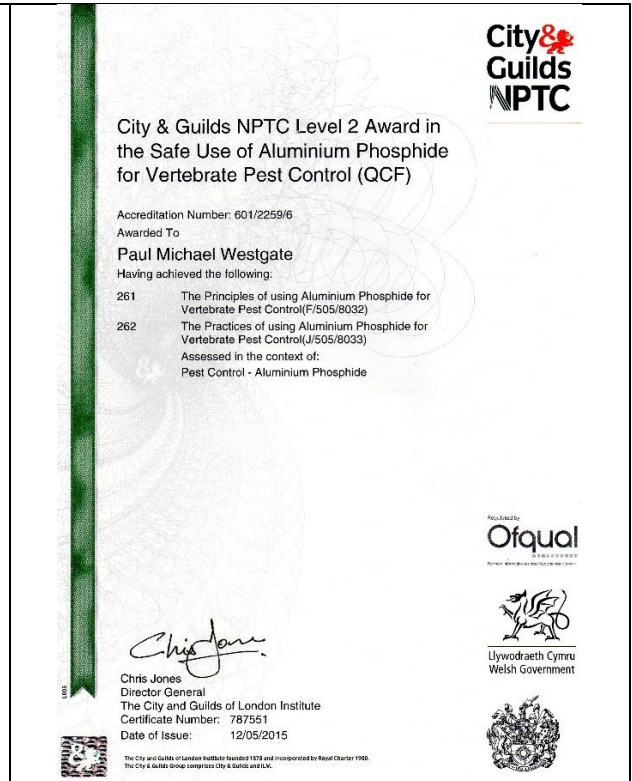 City&
Guilds
NPTC
City & Guilds NPTC Level 2 Award in
the Safe Use of Aluminium Phosphide
for Vertebrate Pest Control (QCF)
Accreditation Number: 601/2259/6
Awarded To
Paul Michael Westgate
Having achieved the following:
261 The Principles of using Aluminium Phosphide for
Vertebrate Pest Control(F/505/8032)
262 The Practices of using Aluminium Phosphide for
Vertebrate Pest Control(J/505/8033)
Assessed in the context of:
Pest Control - Aluminium Phosphide
Regulated by
Ofqual
Llywodraeth Cymru
Welsh Government
Chris Jones
Chris Jones
Director General
The City and Guilds of London Institute
Certificate Number: 787551
Date of Issue: 12/05/2015
The City and Guilds of London Institute founded 1878 and incorporated by Royal Charter 1900.
The City & Guilds Group comprises City & Guilds and ILM.